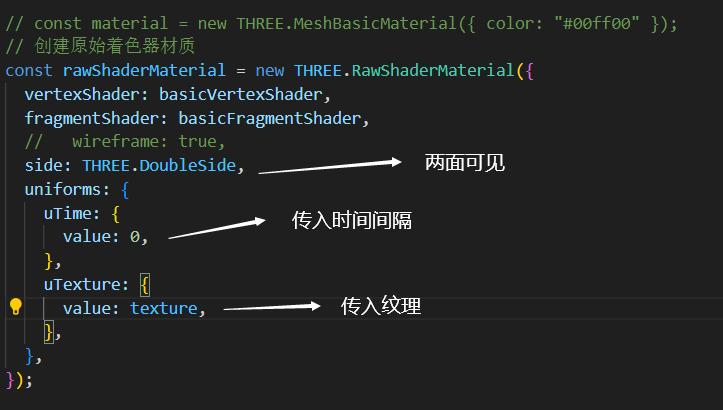 // const material = new THREE.MeshBasicMaterial({ color: "#00ff00" });
// 创建原始着色器材质
const rawShaderMaterial = new THREE.RawShaderMaterial({
  vertexShader: basicVertexShader,
  fragmentShader: basicFragmentShader,
  //   wireframe: true,
  side: THREE.DoubleSide, 两面可见
  uniforms: {
    uTime: {
      value: 0, 传入时间间隔
    },
    uTexture: {
      value: texture, 传入纹理
    },
  },
});